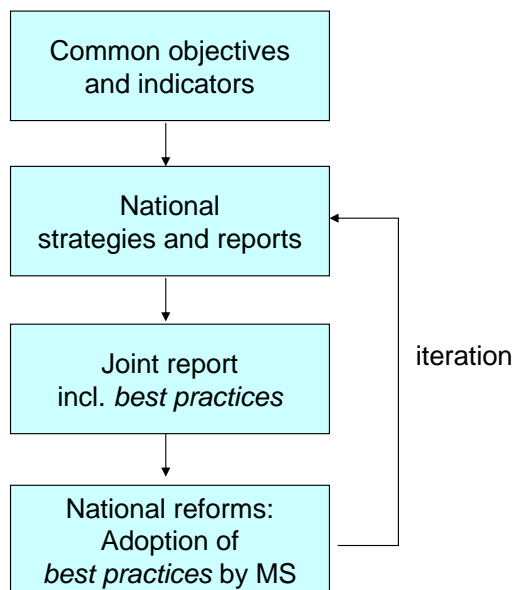 Common objectives
and indicators
National
strategies and reports
Joint report
incl. best practices
iteration
National reforms:
Adoption of
best practices by MS